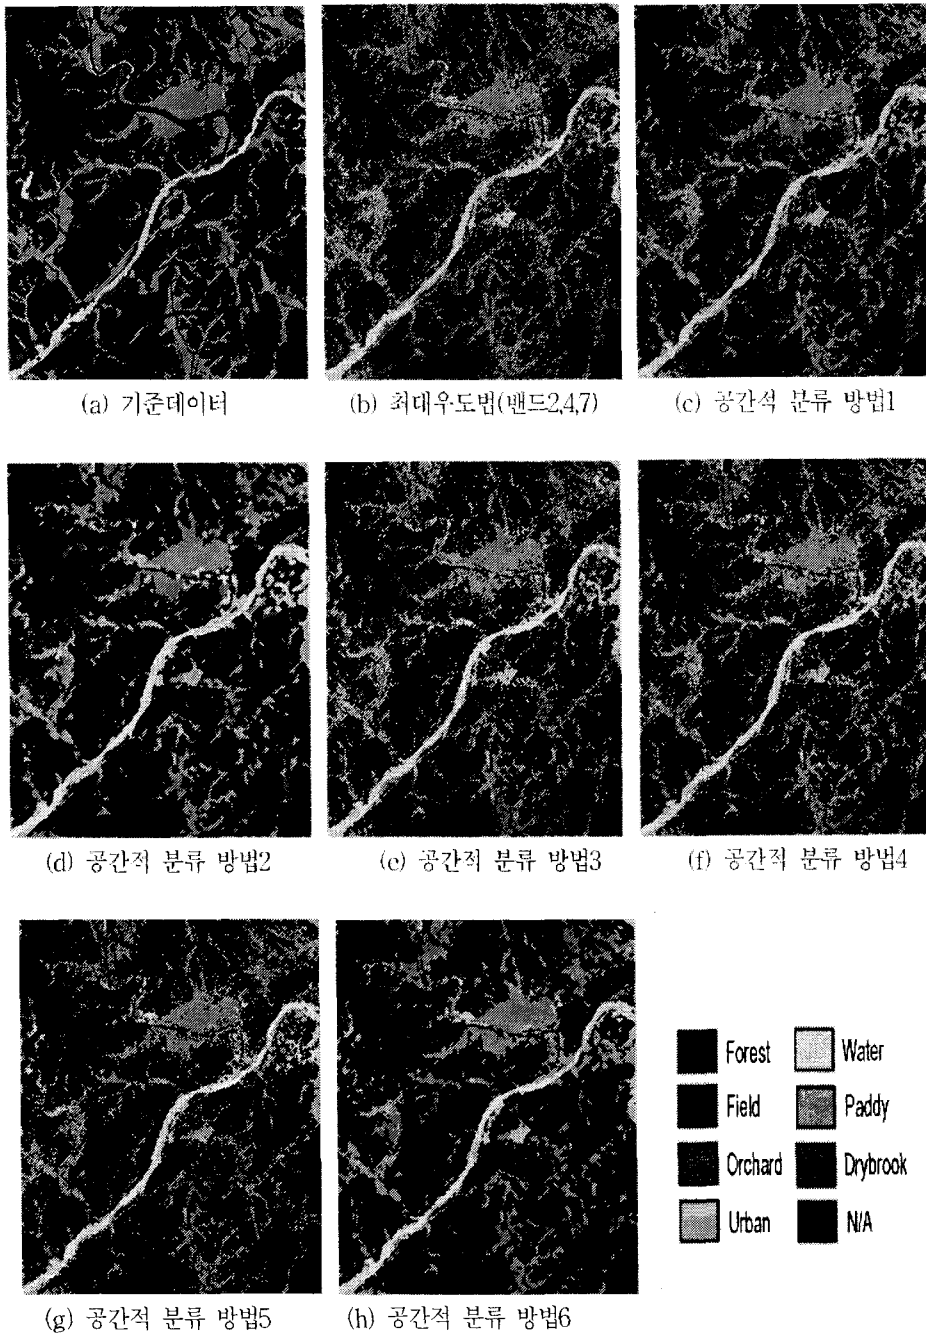 (a) 기준데이터
(b) 최대우도법(밴드2,4,7)
(c) 공간적 분류 방법1
(d) 공간적 분류 방법2
(e) 공간적 분류 방법3
(f) 공간적 분류 방법4
(g) 공간적 분류 방법5
(h) 공간적 분류 방법6
Forest
Water
Field
Paddy
Orchard
Drybrook
Urban
N/A